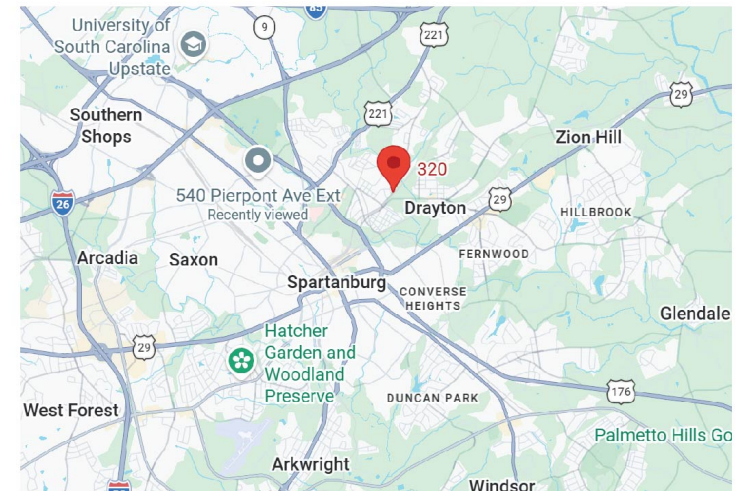 85
University of
South Carolina
Upstate
9
221
29
Southern
Shops
221
Zion Hill
320
540 Pierpont Ave Ext
Recently viewed
26
Drayton
29
HILLBROOK
Arcadia
Saxon
FERNWOOD
Spartanburg
CONVERSE
HEIGHTS
Glendale
29
Hatcher
Garden and
Woodland
Preserve
176
West Forest
DUNCAN PARK
Palmetto Hills Go
Arkwright
Windsor